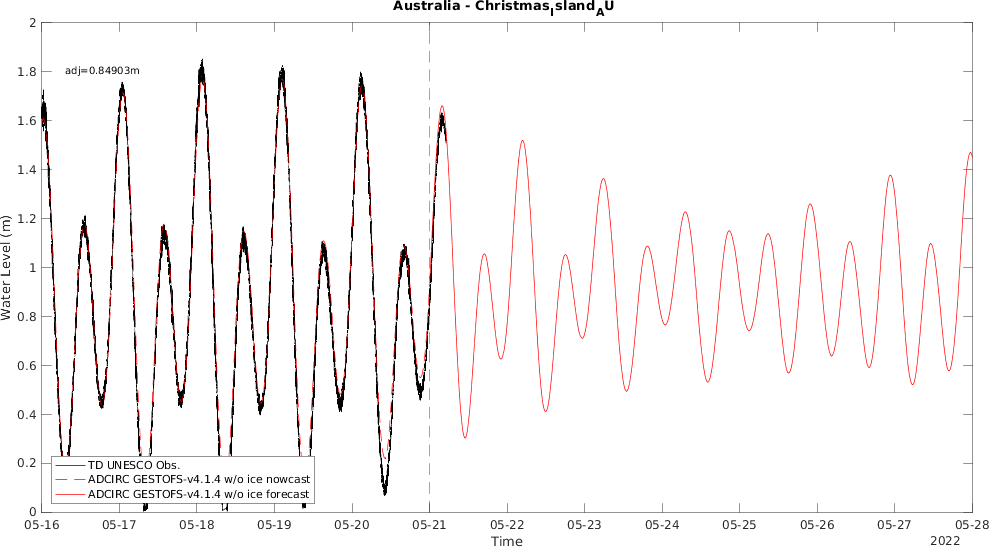 Australia - Christmas_Island_AU
adj=0.84903m
2
1.8
1.6
1.4
1.2
1
0.8
0.6
0.4
0.2
0
Water Level (m)
TD UNESCO Obs.
ADCIRC GESTOFS-v4.1.4 w/o ice nowcast
ADCIRC GESTOFS-v4.1.4 w/o ice forecast
05-16 05-17 05-18 05-19 05-20 05-21 05-22 05-23 05-24 05-25 05-26 05-27 05-28
Time
2022